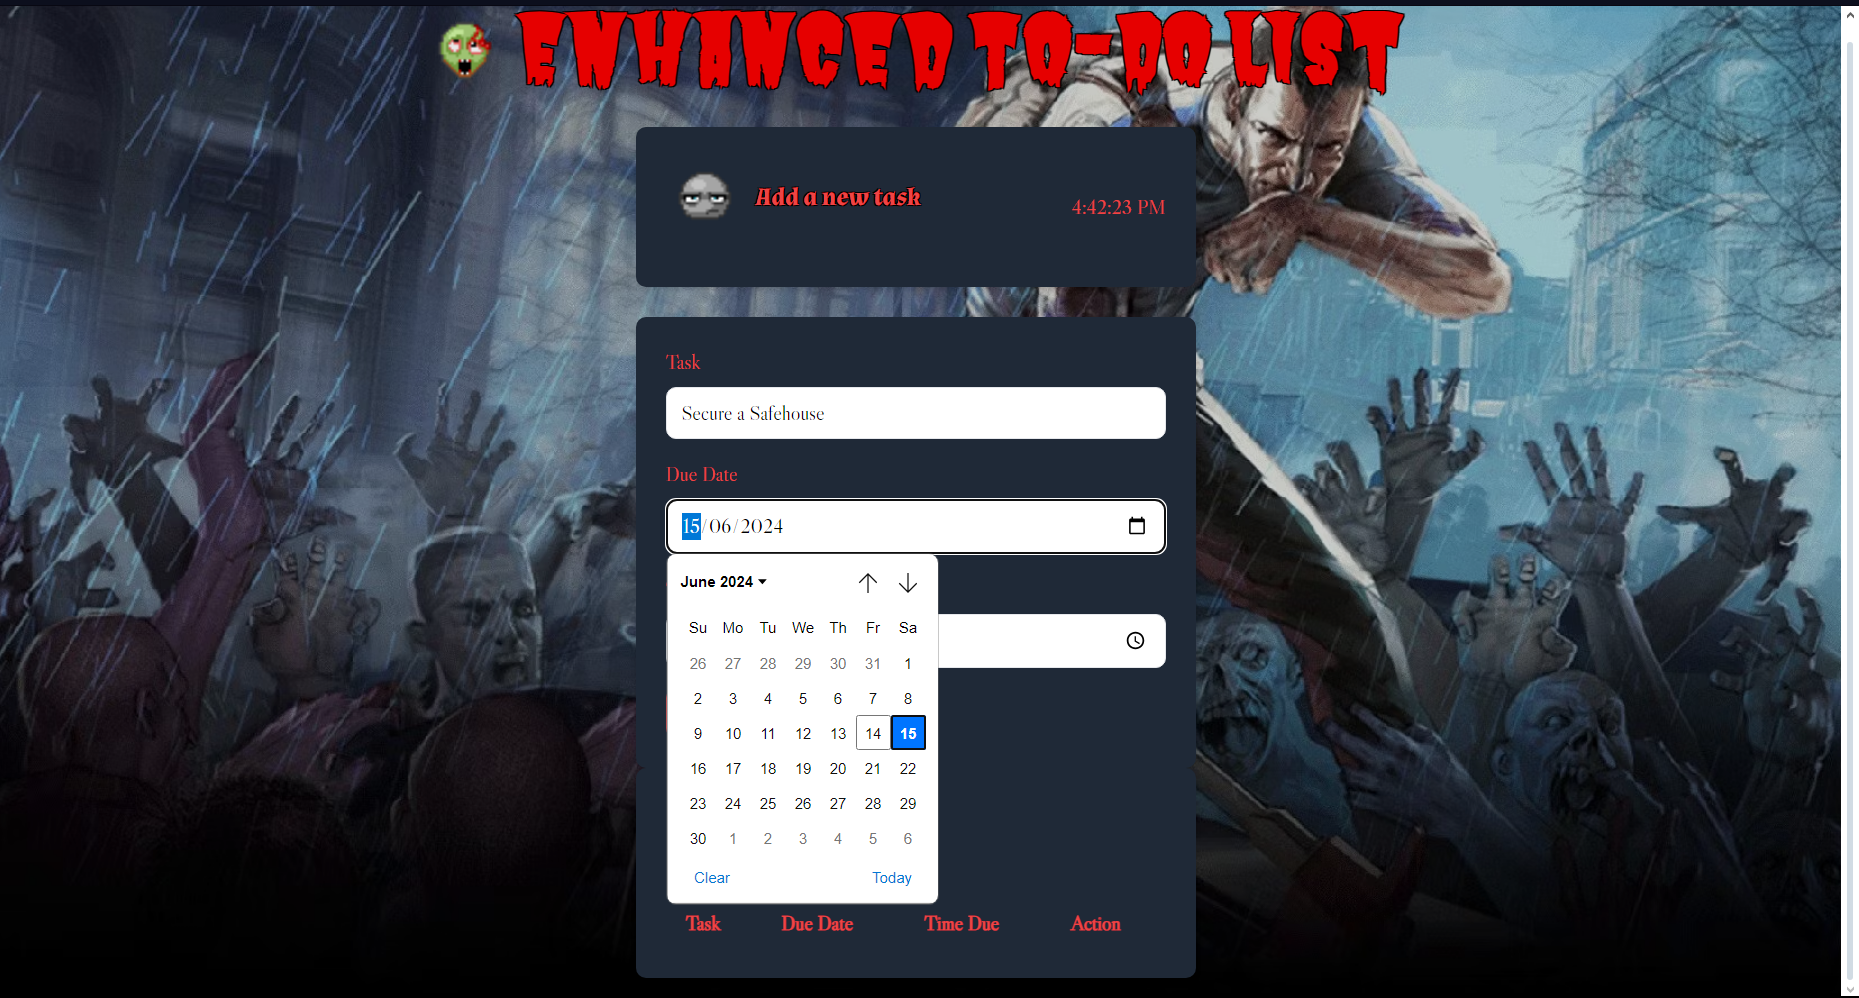 ENHANCED TO-DO LIST
Add a new task
4:42:23 PM
Task
Secure a Safehouse
Due Date
15/06/2024
June 2024
Su Mo Tu We Th Fr Sa
26 27 28 29 30 31 1
2 3 4 5 6 7 8
9 10 11 12 13 14 15
16 17 18 19 20 21 22
23 24 25 26 27 28 29
30 1 2 3 4 5 6
Clear Today
Task Due Date Time Due Action